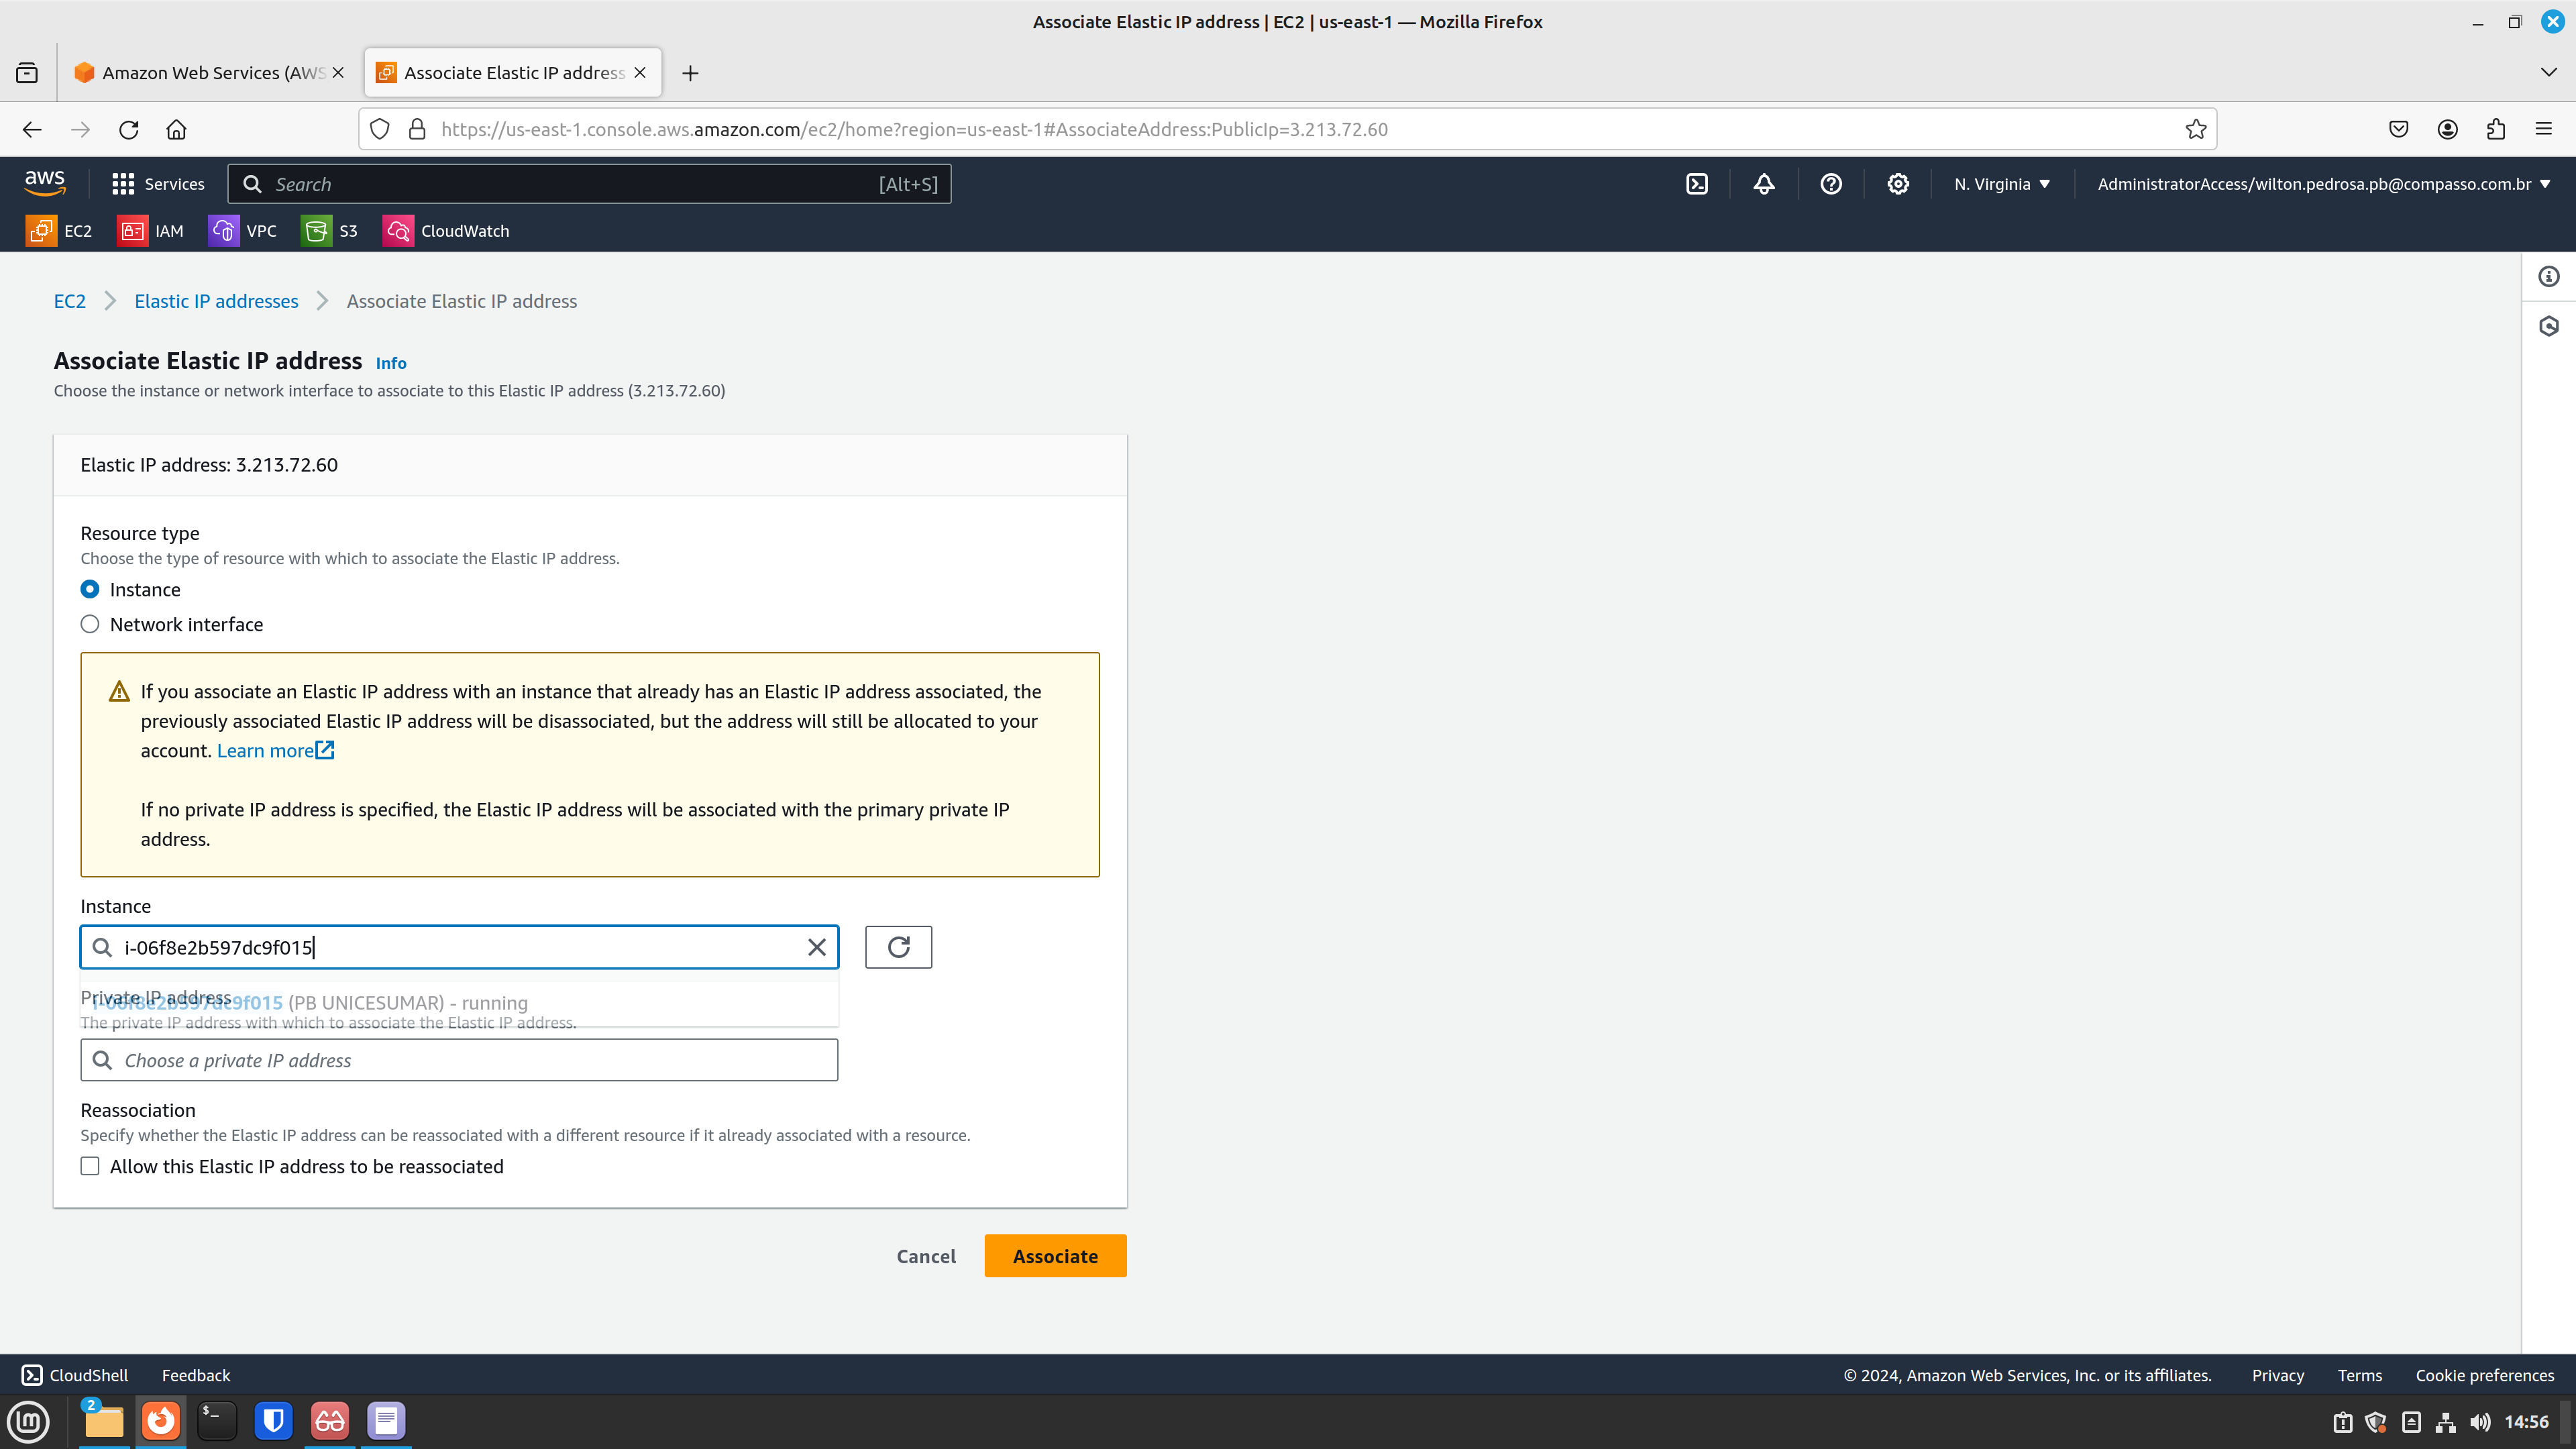 Associate Elastic IP address | EC2 | us-east-1 — Mozilla Firefox
Amazon Web Services (AWS
Associate Elastic IP address
https://us-east-1.console.aws.amazon.com/ec2/home?region=us-east-1#AssociateAddress:PublicIp=3.213.72.60
aws
Services
Search
[Alt+S]
N. Virginia
AdministratorAccess/wilton.pedrosa.pb@compasso.com.br
EC2
IAM
VPC
S3
CloudWatch
EC2
Elastic IP addresses
Associate Elastic IP address
Associate Elastic IP address Info
Choose the instance or network interface to associate to this Elastic IP address (3.213.72.60)
Elastic IP address: 3.213.72.60
Resource type
Choose the type of resource with which to associate the Elastic IP address.
Instance
Network interface
If you associate an Elastic IP address with an instance that already has an Elastic IP address associated, the
previously associated Elastic IP address will be disassociated, but the address will still be allocated to your
account. Learn more
If no private IP address is specified, the Elastic IP address will be associated with the primary private IP
address.
Instance
i-06f8e2b597dc9f015
Private IP address
i-06f8e2b597dc9f015 (PB UNICESUMAR) - running
The private IP address with which to associate the Elastic IP address.
Choose a private IP address
Reassociation
Specify whether the Elastic IP address can be reassociated with a different resource if it already associated with a resource.
Allow this Elastic IP address to be reassociated
Cancel
Associate
CloudShell
Feedback
© 2024, Amazon Web Services, Inc. or its affiliates.
Privacy
Terms
Cookie preferences
2
14:56